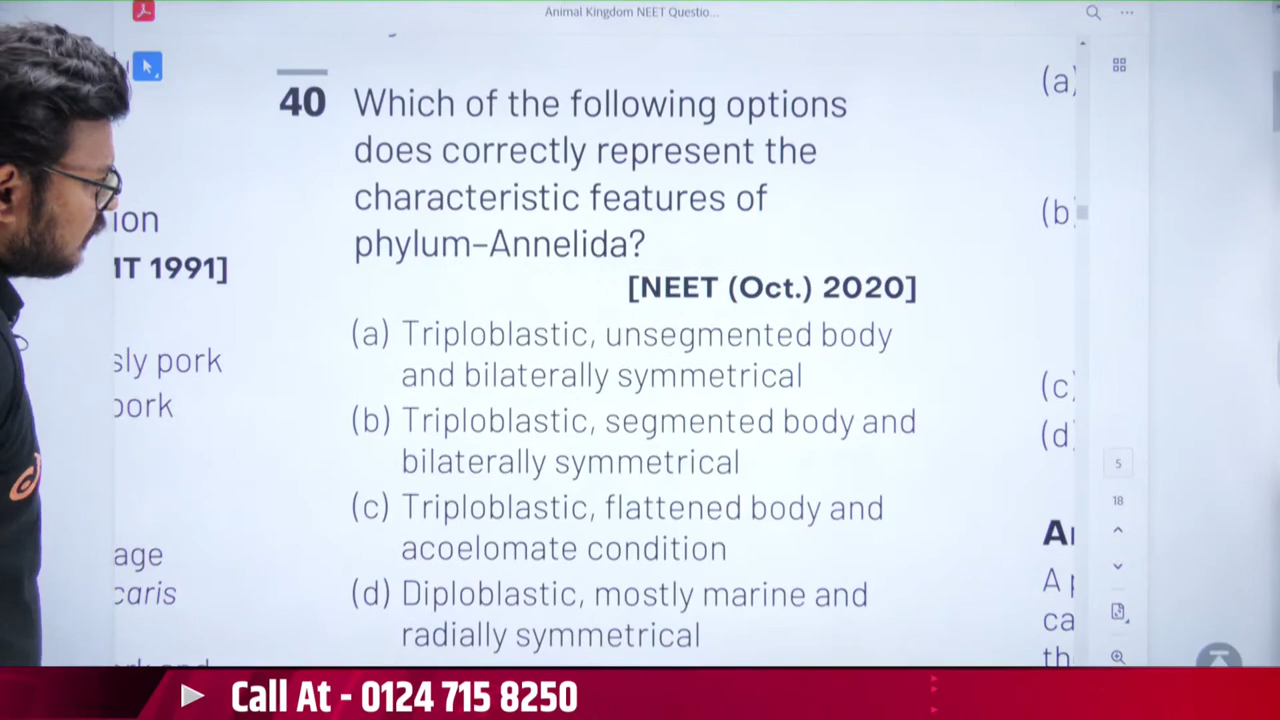 Animal Kingdom NEET Questio...
ion
IT 1991]
sly pork
pork
age
caris
40 Which of the following options
does correctly represent the
characteristic features of
phylum-Annelida?
[NEET (Oct.) 2020]
(a) Triploblastic, unsegmented body
and bilaterally symmetrical
(b) Triploblastic, segmented body and
bilaterally symmetrical
(c) Triploblastic, flattened body and
acoelomate condition
(d) Diploblastic, mostly marine and
radially symmetrical
(a)
(b
(c)
(d)
A
A
ca
th
5
18
Call At - 0124 715 8250